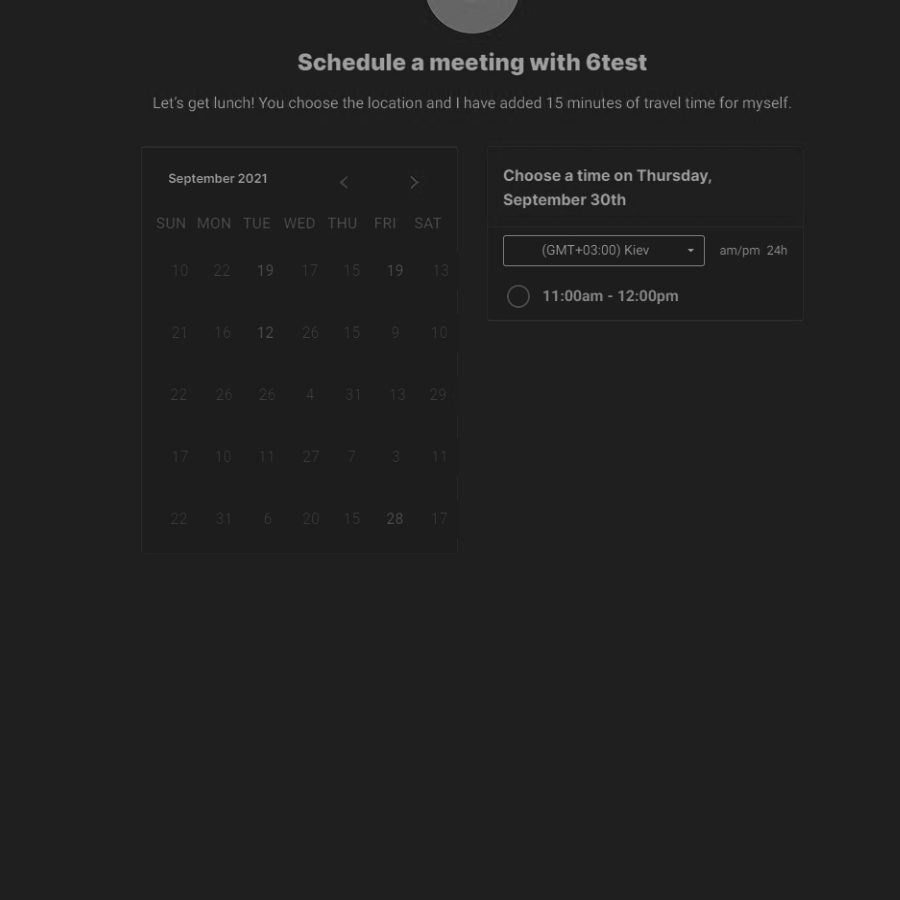 Schedule a meeting with 6test
Let's get lunch! You choose the location and I have added 15 minutes of travel time for myself.
September 2021
SUN MON TUE WED THU FRI SAT
10 22 19 17 15 19 13
21 16 12 26 15 9 10
22 26 26 4 31 13 29
17 10 11 27 7 3 11
22 31 6 20 15 28 17
Choose a time on Thursday,
September 30th
(GMT+03:00) Kiev am/pm 24h
11:00am - 12:00pm